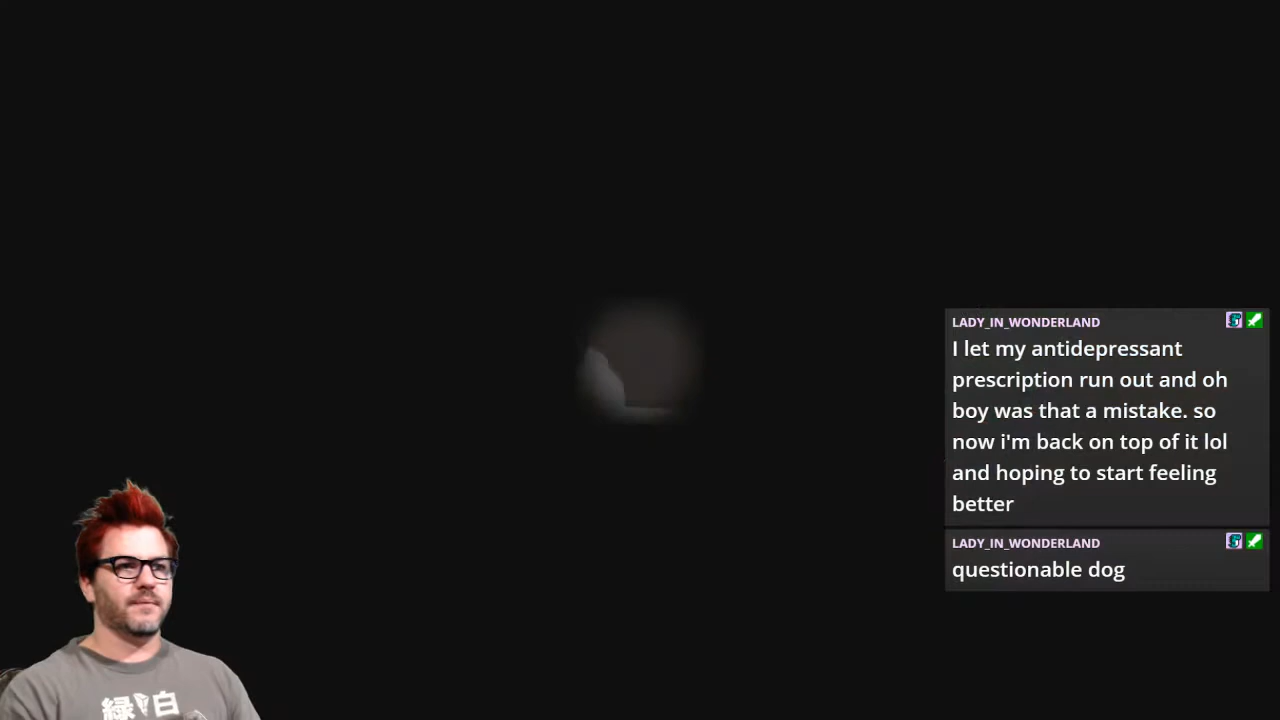 LADY_IN_WONDERLAND
I let my antidepressant
prescription run out and oh
boy was that a mistake. so
now i'm back on top of it lol
and hoping to start feeling
better
LADY_IN_WONDERLAND
questionable dog
緑 白